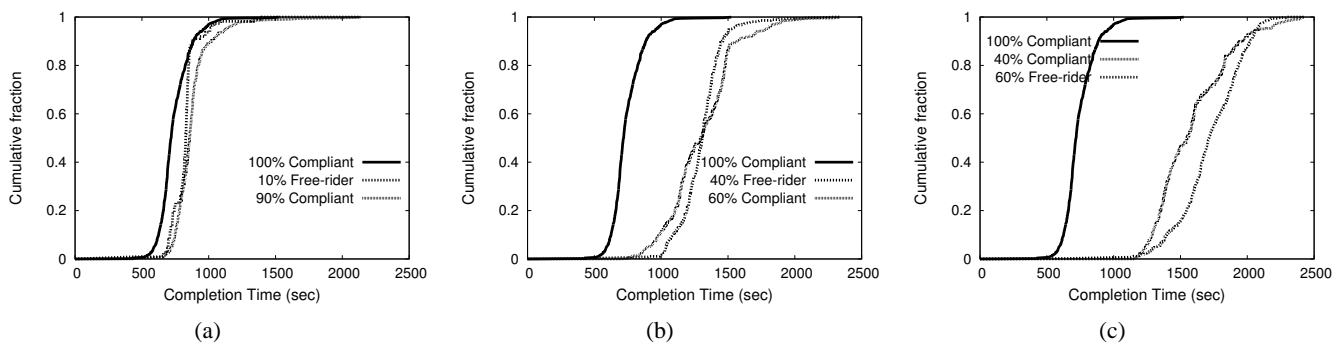 Cumulative fraction
1
0.8
0.6
0.4
0.2
0
0 500 1000 1500 2000 2500
Completion Time (sec)
100% Compliant
10% Free-rider
90% Compliant
(a)
Cumulative fraction
1
0.8
0.6
0.4
0.2
0
0 500 1000 1500 2000 2500
Completion Time (sec)
100% Compliant
40% Free-rider
60% Compliant
(b)
Cumulative fraction
1
0.8
0.6
0.4
0.2
0
0 500 1000 1500 2000 2500
Completion Time (sec)
100% Compliant
40% Compliant
60% Free-rider
(c)